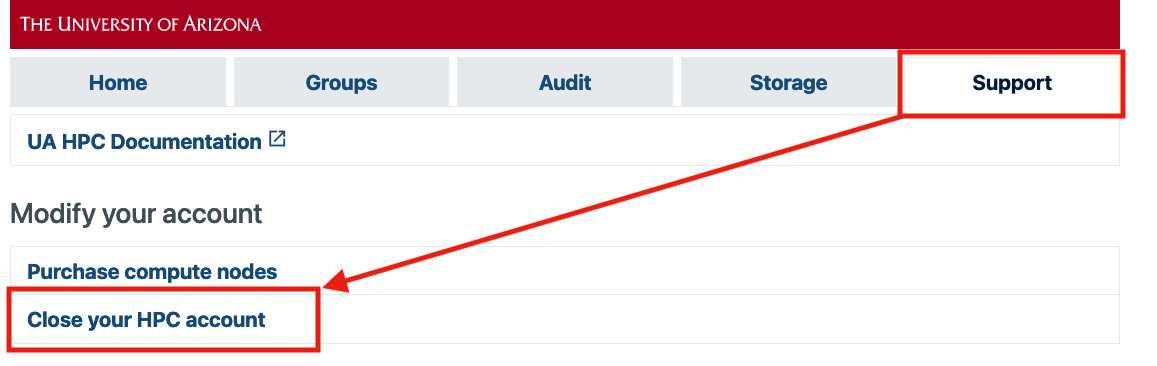 THE UNIVERSITY OF ARIZONA
Home Groups Audit Storage Support
UA HPC Documentation
Modify your account
Purchase compute nodes
Close your HPC account